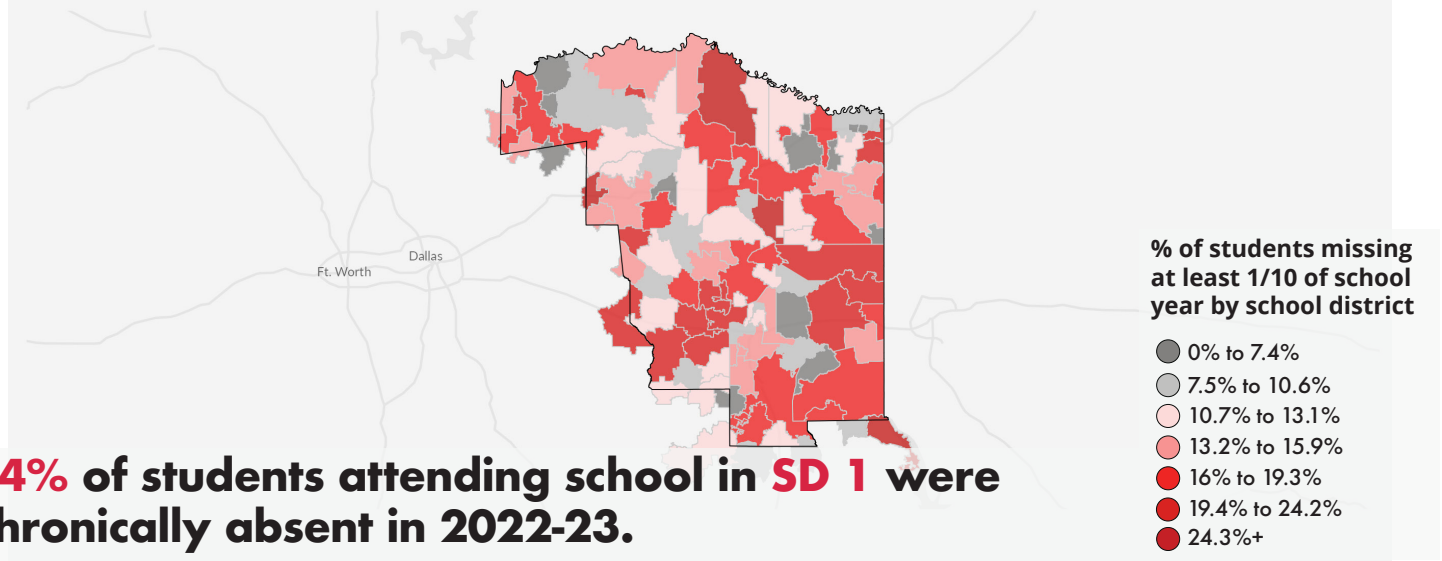 Ft. Worth
Dallas
% of students missing
at least 1/10 of school
year by school district
0% to 7.4%
7.5% to 10.6%
10.7% to 13.1%
13.2% to 15.9%
16% to 19.3%
19.4% to 24.2%
24.3%+
4% of students attending school in SD 1 were
hronically absent in 2022-23.